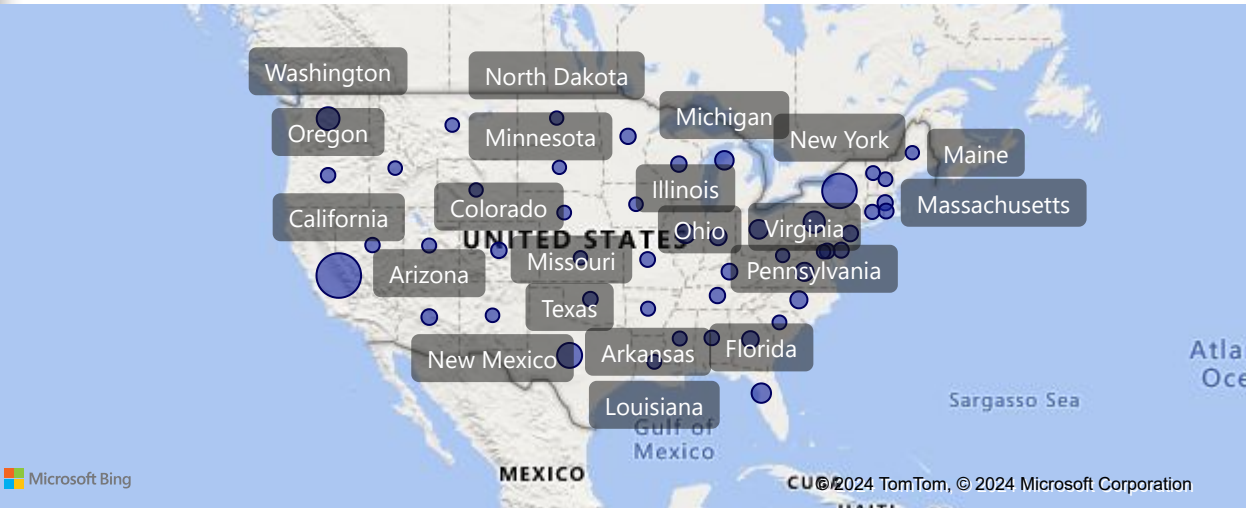 Washington
North Dakota
Michigan
Oregon
Minnesota
New York
Maine
Illinois
Massachusetts
California
Colorado
Ohio
Virginia
UNITED STATES
Arizona
Missouri
Pennsylvania
Texas
New Mexico
Arkansas
Florida
Louisiana
Gulf of
Mexico
Sargasso Sea
Atla
Oce
MEXICO
Microsoft Bing
© 2024 TomTom, © 2024 Microsoft Corporation